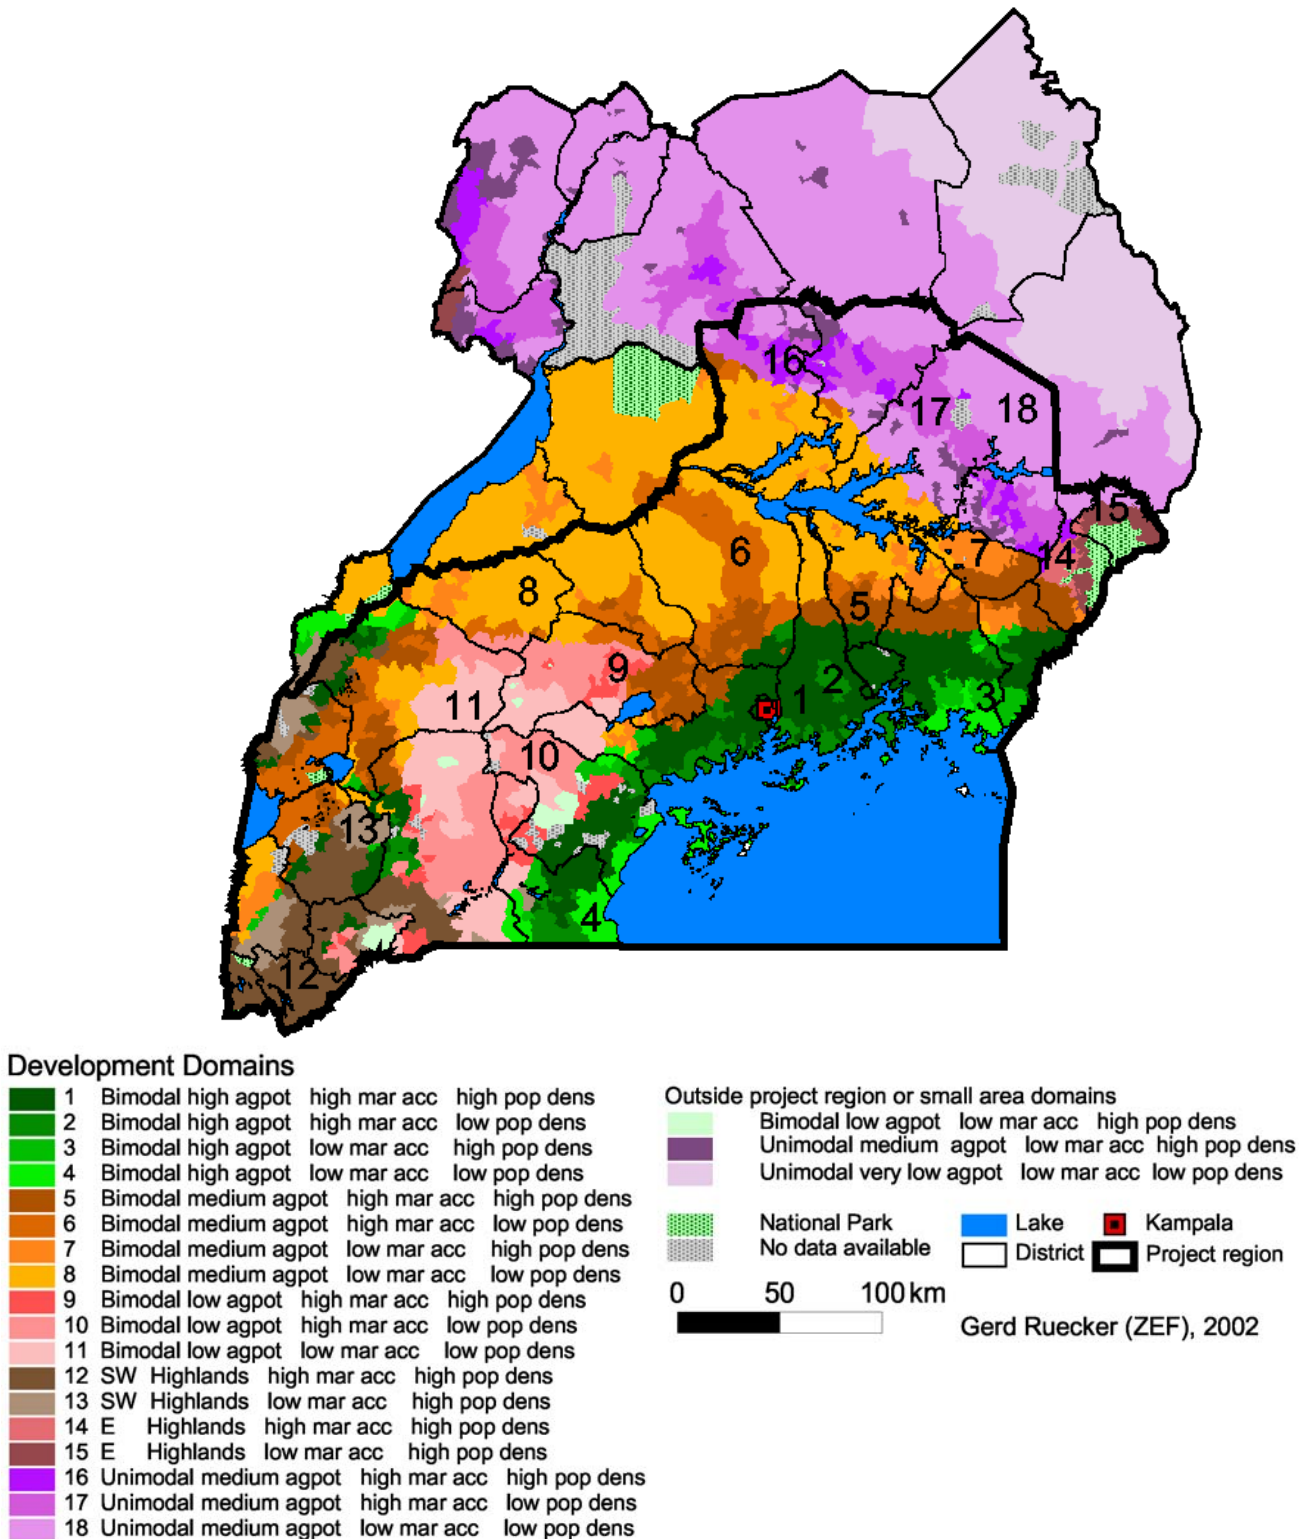 16
17
18
15
14
7
6
8
5
9
11
1
2
3
10
13
4
12
Development Domains
1 Bimodal high agpot high mar acc high pop dens
2 Bimodal high agpot high mar acc low pop dens
3 Bimodal high agpot low mar acc high pop dens
4 Bimodal high agpot low mar acc low pop dens
5 Bimodal medium agpot high mar acc high pop dens
6 Bimodal medium agpot high mar acc low pop dens
7 Bimodal medium agpot low mar acc high pop dens
8 Bimodal medium agpot low mar acc low pop dens
9 Bimodal low agpot high mar acc high pop dens
10 Bimodal low agpot high mar acc low pop dens
11 Bimodal low agpot low mar acc low pop dens
12 SW Highlands high mar acc high pop dens
13 SW Highlands low mar acc high pop dens
14 E Highlands high mar acc high pop dens
15 E Highlands low mar acc high pop dens
16 Unimodal medium agpot high mar acc high pop dens
17 Unimodal medium agpot high mar acc low pop dens
18 Unimodal medium agpot low mar acc low pop dens
Outside project region or small area domains
Bimodal low agpot low mar acc high pop dens
Unimodal medium agpot low mar acc high pop dens
Unimodal very low agpot low mar acc low pop dens
National Park
No data available
Lake
Kampala
District
Project region
0 50 100 km
Gerd Ruecker (ZEF), 2002